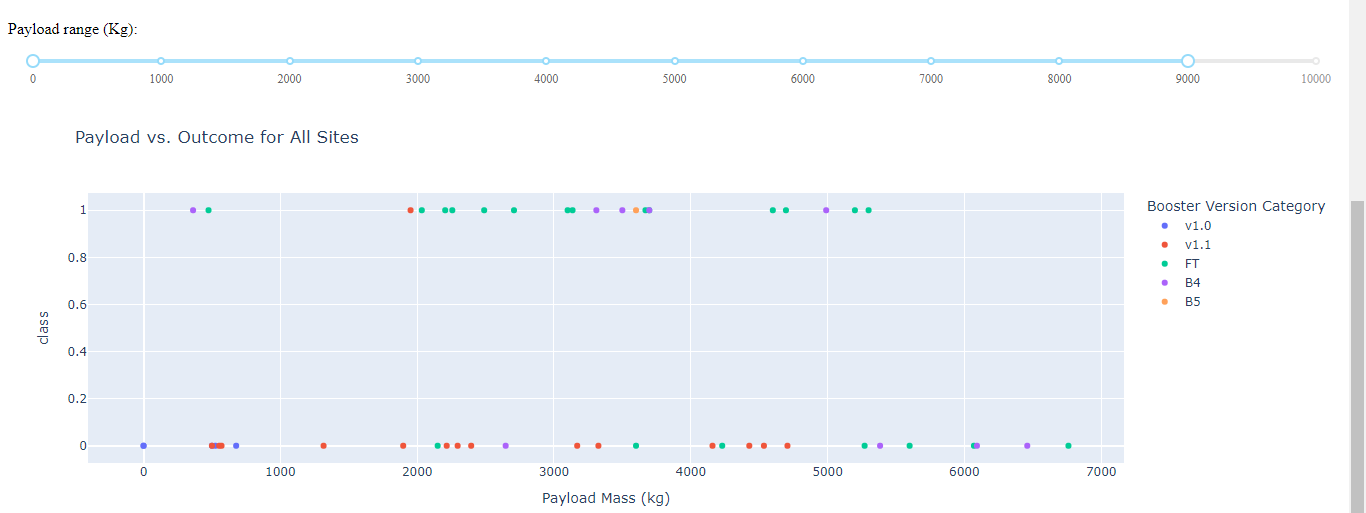 Payload range (Kg):
0 1000 2000 3000 4000 5000 6000 7000 8000 9000 10000
Payload vs. Outcome for All Sites
Booster Version Category
v1.0
v1.1
FT
B4
B5
1
0.8
0.6
0.4
0.2
0
class
0 1000 2000 3000 4000 5000 6000 7000
Payload Mass (kg)